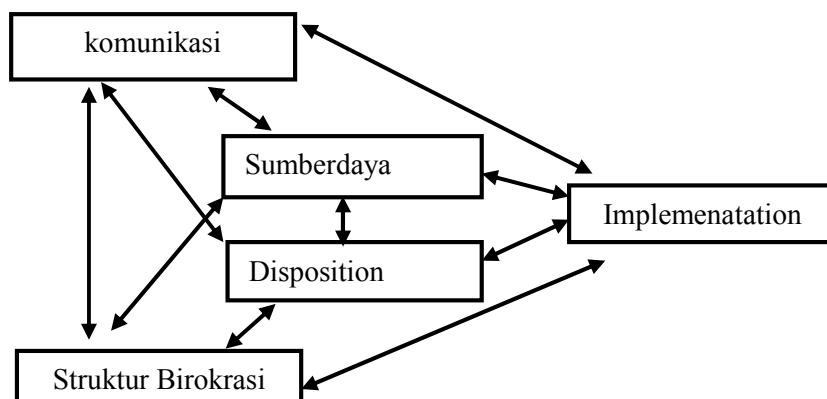 komunikasi
Sumberdaya
Implemenatation
Disposition
Struktur Birokrasi